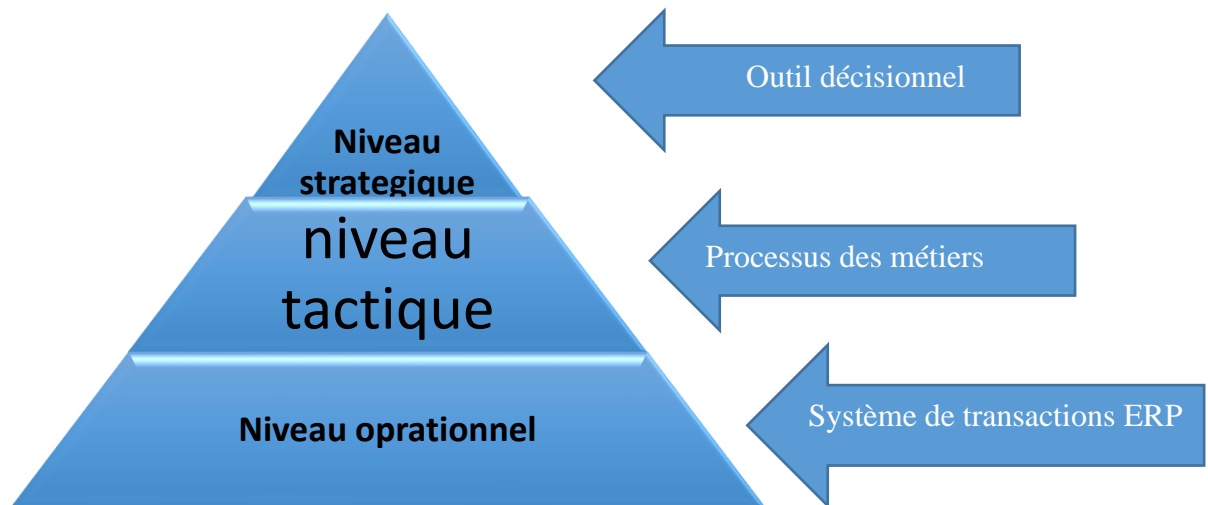 Outil décisionnel
Niveau
strategique
niveau
tactique
Processus des métiers
Niveau oprationnel
Système de transactions ERP